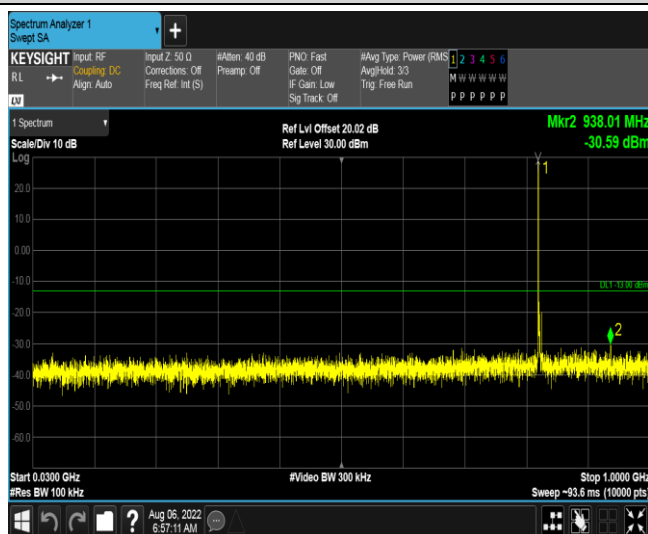 Spectrum Analyzer 1
Swept SA
+
KEYSIGHT
RL
LXI
Input: RF
Coupling: DC
Align: Auto
Input Z: 50 Ω
Corrections: Off
Freq Ref: Int (S)
#Atten: 40 dB
Preamp: Off
PNO: Fast
Gate: Off
IF Gain: Low
Sig Track: Off
#Avg Type: Power (RMS
Avg|Hold: 3/3
Trig: Free Run
1 2 3 4 5 6
M W W W W W
P P P P P P
1 Spectrum
Scale/Div 10 dB
Log
Ref Lvl Offset 20.02 dB
Ref Level 30.00 dBm
Mkr2 938.01 MHz
-30.59 dBm
1
20.0
10.0
0.00
-10.0
DL1 -13.00 dBm
-20.0
2
-30.0
-40.0
-50.0
-60.0
Start 0.0300 GHz
#Video BW 300 kHz
Stop 1.0000 GHz
#Res BW 100 kHz
Sweep ~93.6 ms (10000 pts)
?
Aug 06, 2022
6:57:11 AM